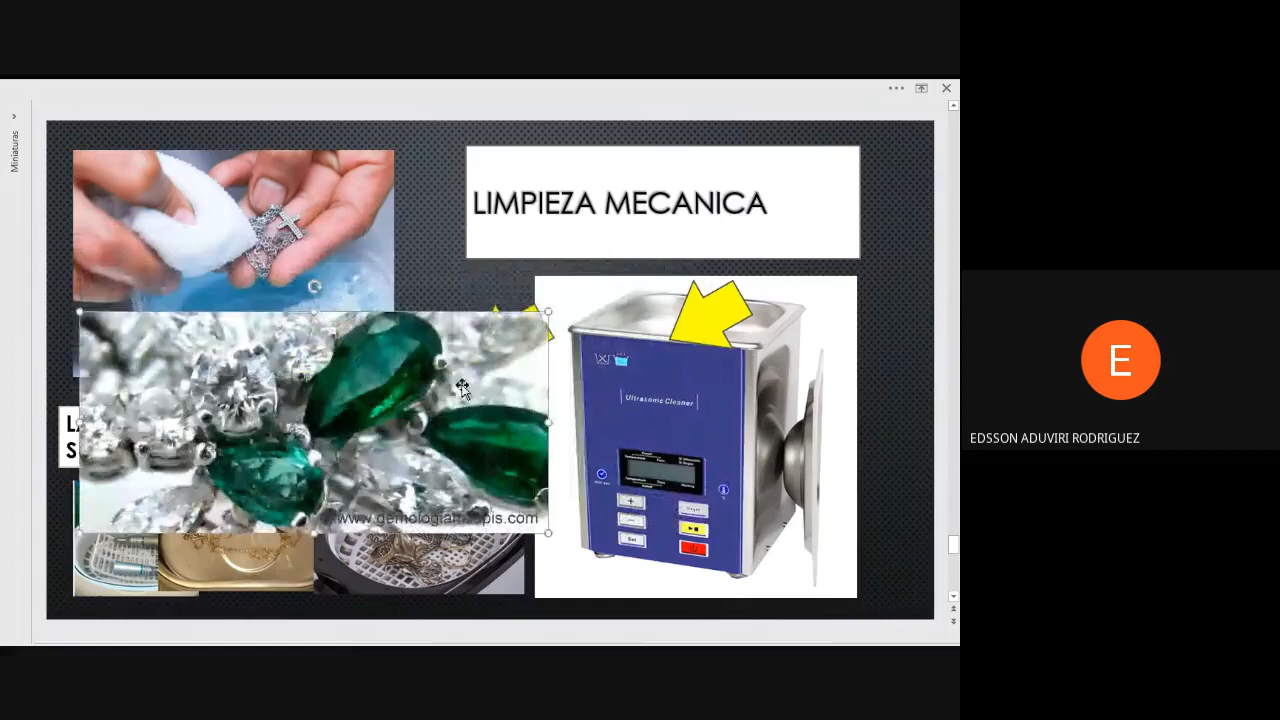 Miniaturas
LIMPIEZA MECANICA
Ultrasonic Cleaner
+
-
Set
E
EDSSON ADUVIRI RODRIGUEZ